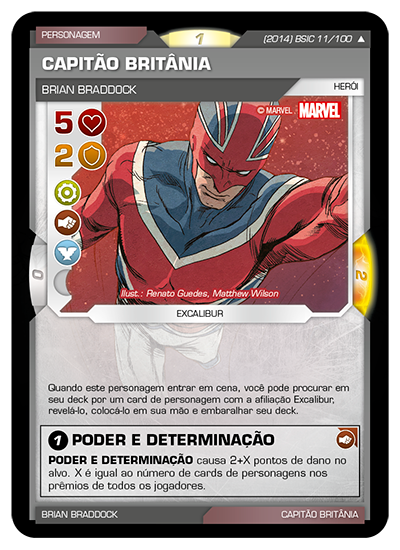 PERSONAGEM
1
(2014) BSIC 11/100 ▲
CAPITÃO BRITÂNIA
BRIAN BRADDOCK
HERÓI
5
© MARVEL MARVEL
2
0
2
Ilust.: Renato Guedes, Matthew Wilson
EXCALIBUR
Quando este personagem entrar em cena, você pode procurar em
seu deck por um card de personagem com a afiliação Excalibur,
revelá-lo, colocá-lo em sua mão e embaralhar seu deck.
1 PODER E DETERMINAÇÃO
PODER E DETERMINAÇÃO causa 2+X pontos de dano no
alvo. X é igual ao número de cards de personagens nos
prêmios de todos os jogadores.
BRIAN BRADDOCK
CAPITÃO BRITÂNIA